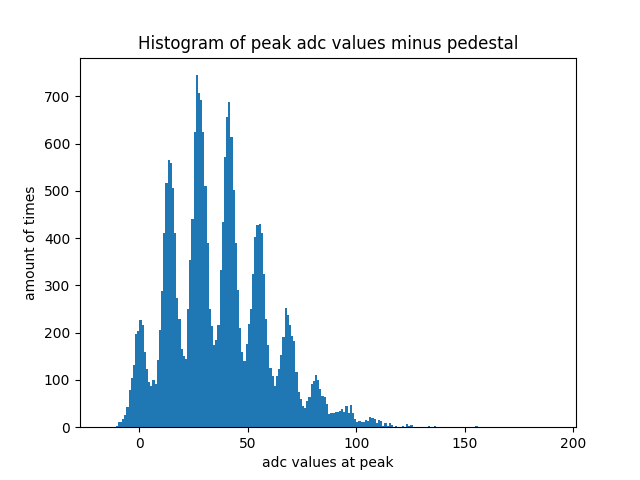 Histogram of peak adc values minus pedestal
700
600
500
400
300
200
100
0
amount of times
0 50 100 150 200
adc values at peak